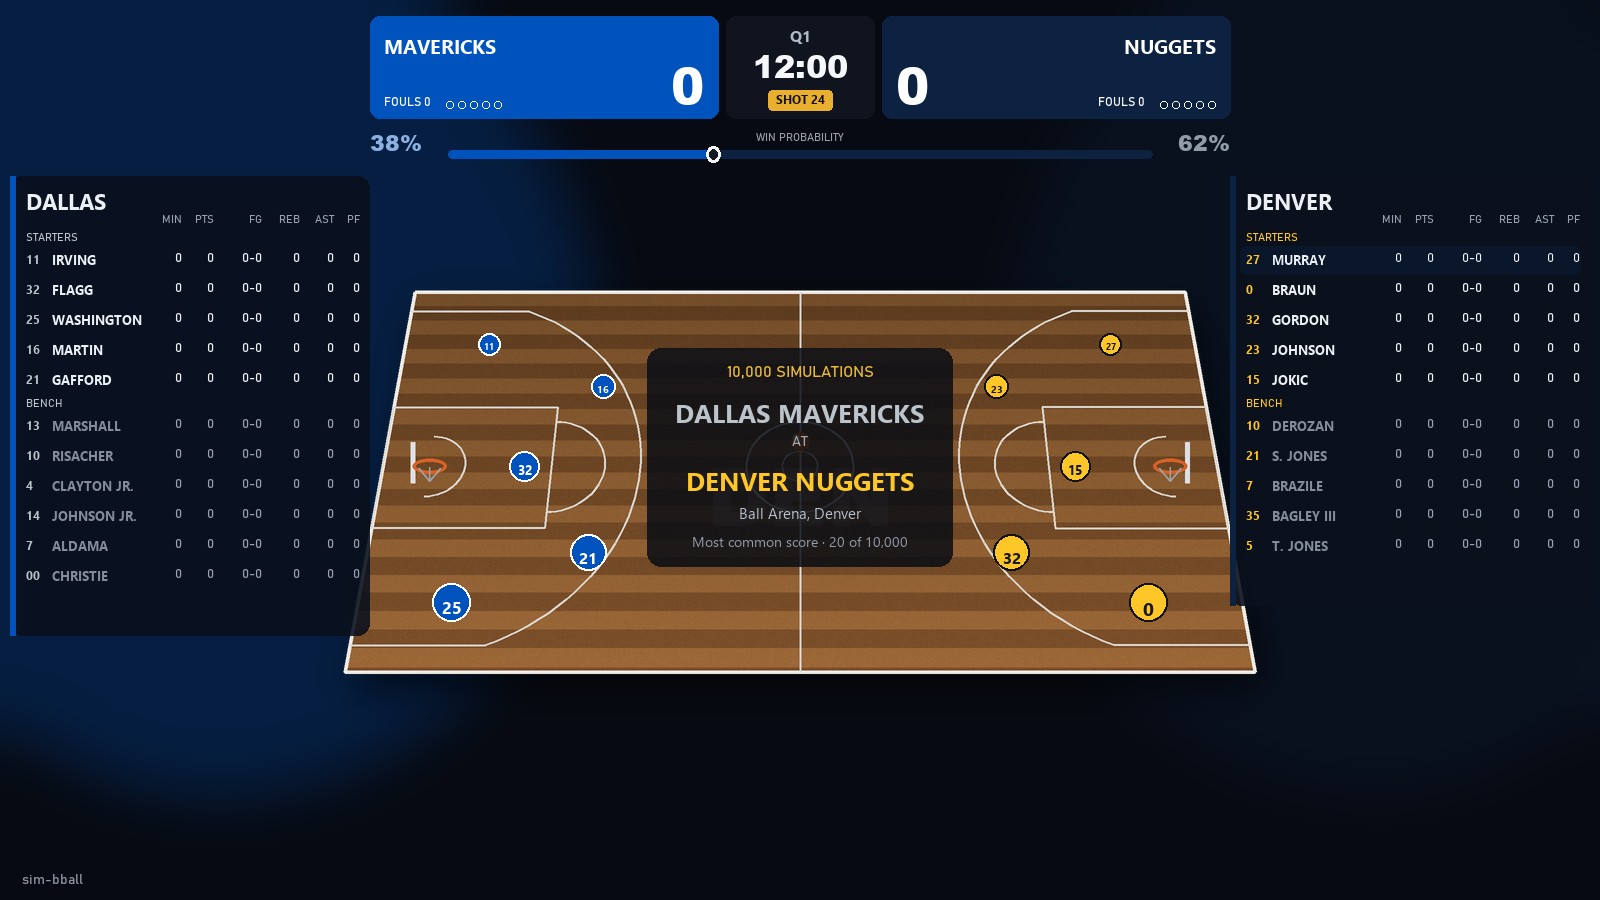 MAVERICKS
0
FOULS 0
Q1
12:00
SHOT 24
NUGGETS
0
FOULS 0
38%
WIN PROBABILITY
62%
DALLAS
MIN PTS FG REB AST PF
STARTERS
11 IRVING 0 0 0-0 0 0 0
32 FLAGG 0 0 0-0 0 0 0
25 WASHINGTON 0 0 0-0 0 0 0
16 MARTIN 0 0 0-0 0 0 0
21 GAFFORD 0 0 0-0 0 0 0
BENCH
13 MARSHALL 0 0 0-0 0 0 0
10 RISACHER 0 0 0-0 0 0 0
4 CLAYTON JR. 0 0 0-0 0 0 0
14 JOHNSON JR. 0 0 0-0 0 0 0
7 ALDAMA 0 0 0-0 0 0 0
00 CHRISTIE 0 0 0-0 0 0 0
11
16
32
21
25
10,000 SIMULATIONS
DALLAS MAVERICKS
AT
DENVER NUGGETS
Ball Arena, Denver
Most common score · 20 of 10,000
27
23
15
32
0
DENVER
MIN PTS FG REB AST PF
STARTERS
27 MURRAY 0 0 0-0 0 0 0
0 BRAUN 0 0 0-0 0 0 0
32 GORDON 0 0 0-0 0 0 0
23 JOHNSON 0 0 0-0 0 0 0
15 JOKIC 0 0 0-0 0 0 0
BENCH
10 DEROZAN 0 0 0-0 0 0 0
21 S. JONES 0 0 0-0 0 0 0
7 BRAZILE 0 0 0-0 0 0 0
35 BAGLEY III 0 0 0-0 0 0 0
5 T. JONES 0 0 0-0 0 0 0
sim-bball